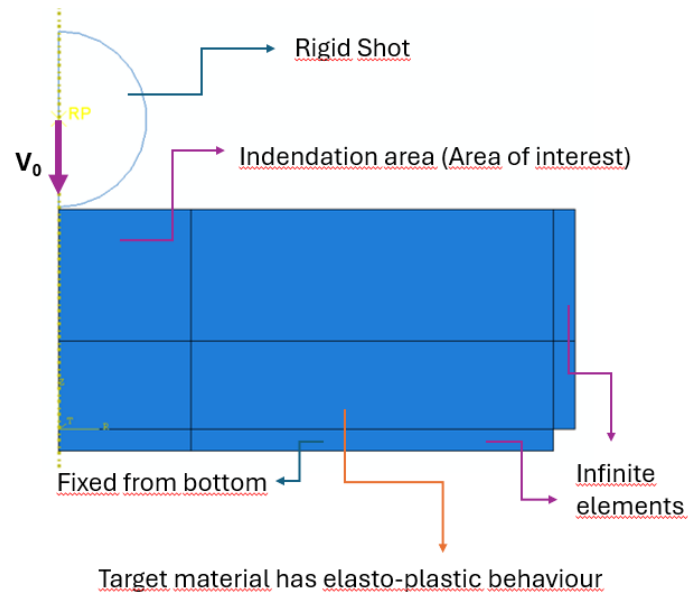 Rigid Shot
RP
V0
Indendation area (Area of interest)
T
R
Fixed from bottom
Infinite
elements
Target material has elasto-plastic behaviour